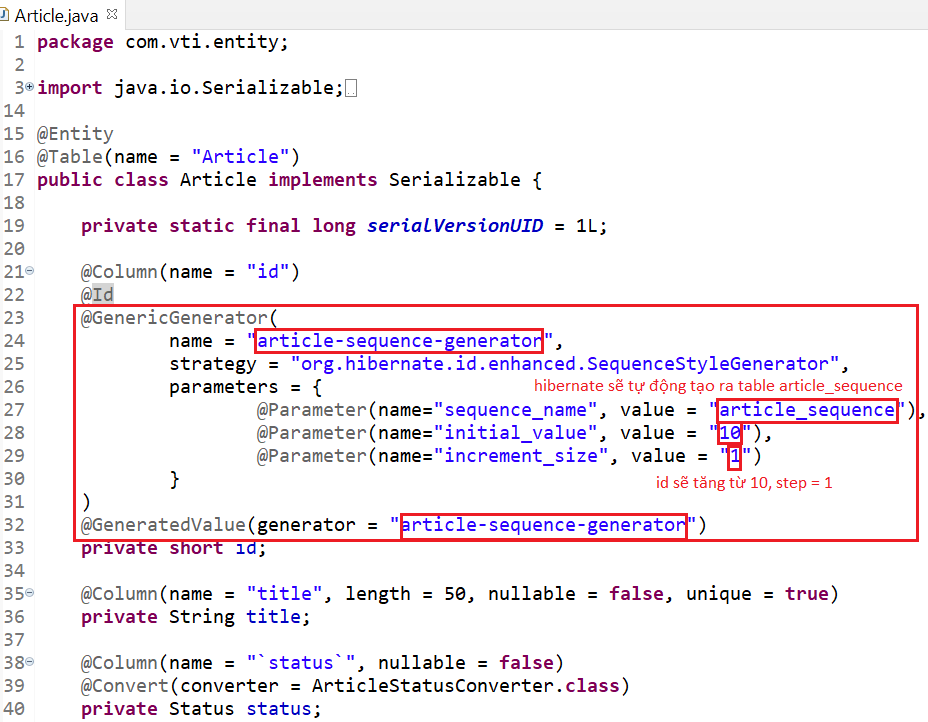 Article.java
1 package com.vti.entity;
2
3 import java.io.Serializable;
14
15 @Entity
16 @Table(name = "Article")
17 public class Article implements Serializable {
18
19 private static final long serialVersionUID = 1L;
20
21 @Column(name = "id")
22 @Id
23 @GenericGenerator(
24 name = "article-sequence-generator",
25 strategy = "org.hibernate.id.enhanced.SequenceStyleGenerator",
26 parameters = {
hibernate sẽ tự động tạo ra table article_sequence
27 @Parameter(name="sequence_name", value = "article_sequence"),
28 @Parameter(name="initial_value", value = "10"),
29 @Parameter(name="increment_size", value = "1")
30 }
id sẽ tăng từ 10, step = 1
31 )
32 @GeneratedValue(generator = "article-sequence-generator")
33 private short id;
34
35 @Column(name = "title", length = 50, nullable = false, unique = true)
36 private String title;
37
38 @Column(name = "`status`", nullable = false)
39 @Convert(converter = ArticleStatusConverter.class)
40 private Status status;